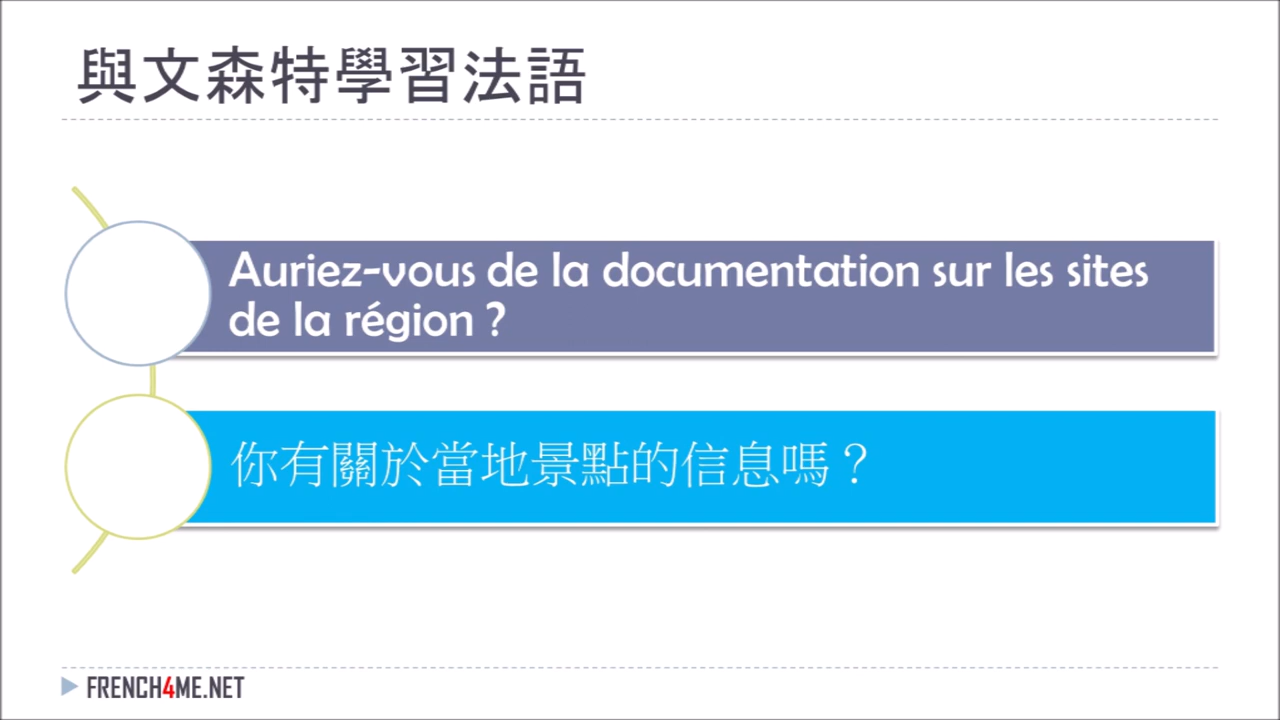 與文森特學習法語
Auriez-vous de la documentation sur les sites
de la région ?
你有關於當地景點的信息嗎？
FRENCH4ME.NET